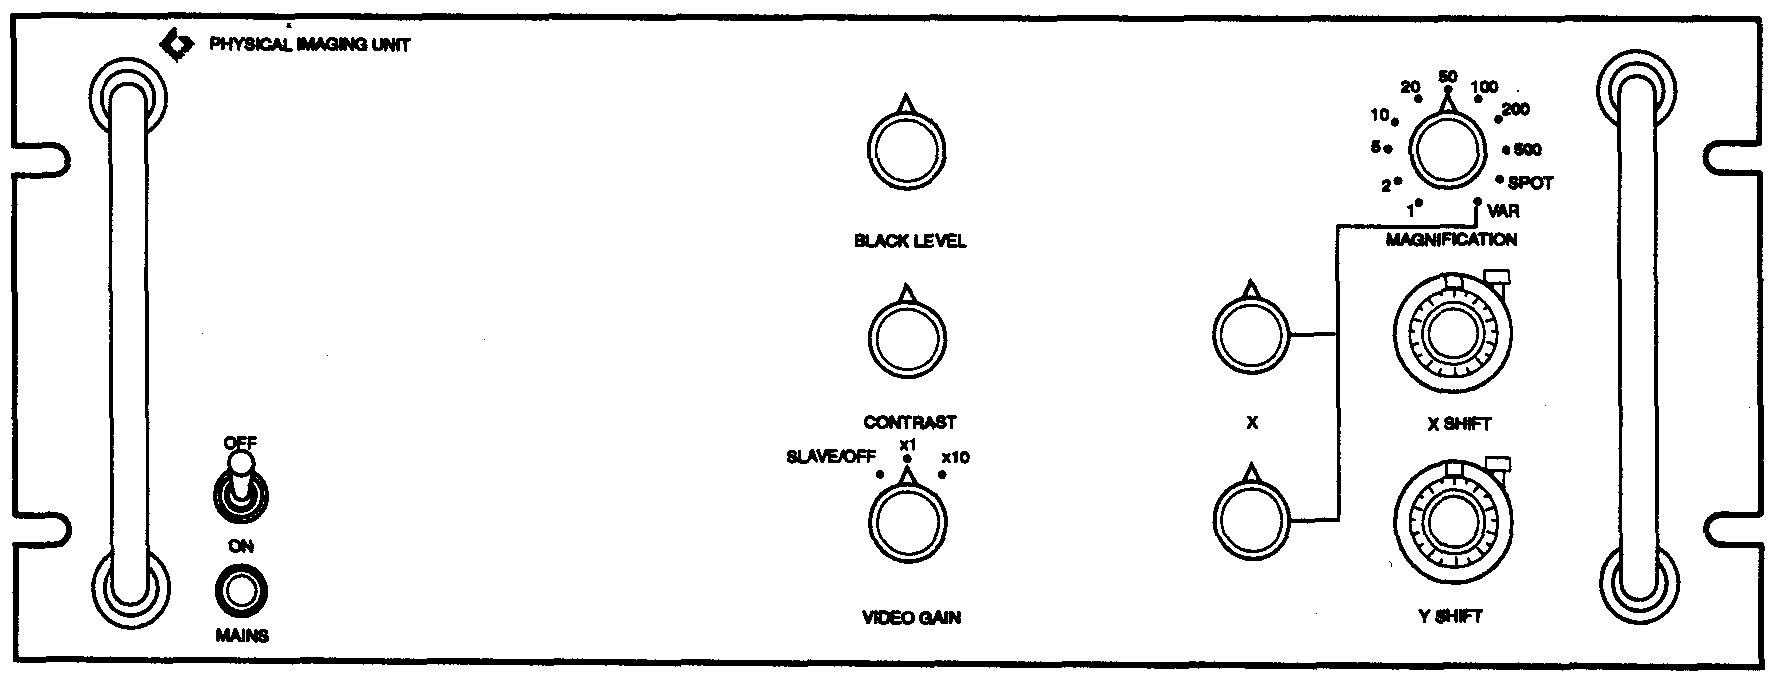 PHYSICAL IMAGING UNIT
50
20 100
10 200
5 500
2 SPOT
1 VAR
BLACK LEVEL MAGNIFICATION
CONTRAST X X SHIFT
OFF x1
SLAVE/OFF x10
ON
VIDEO GAIN Y SHIFT
MAINS